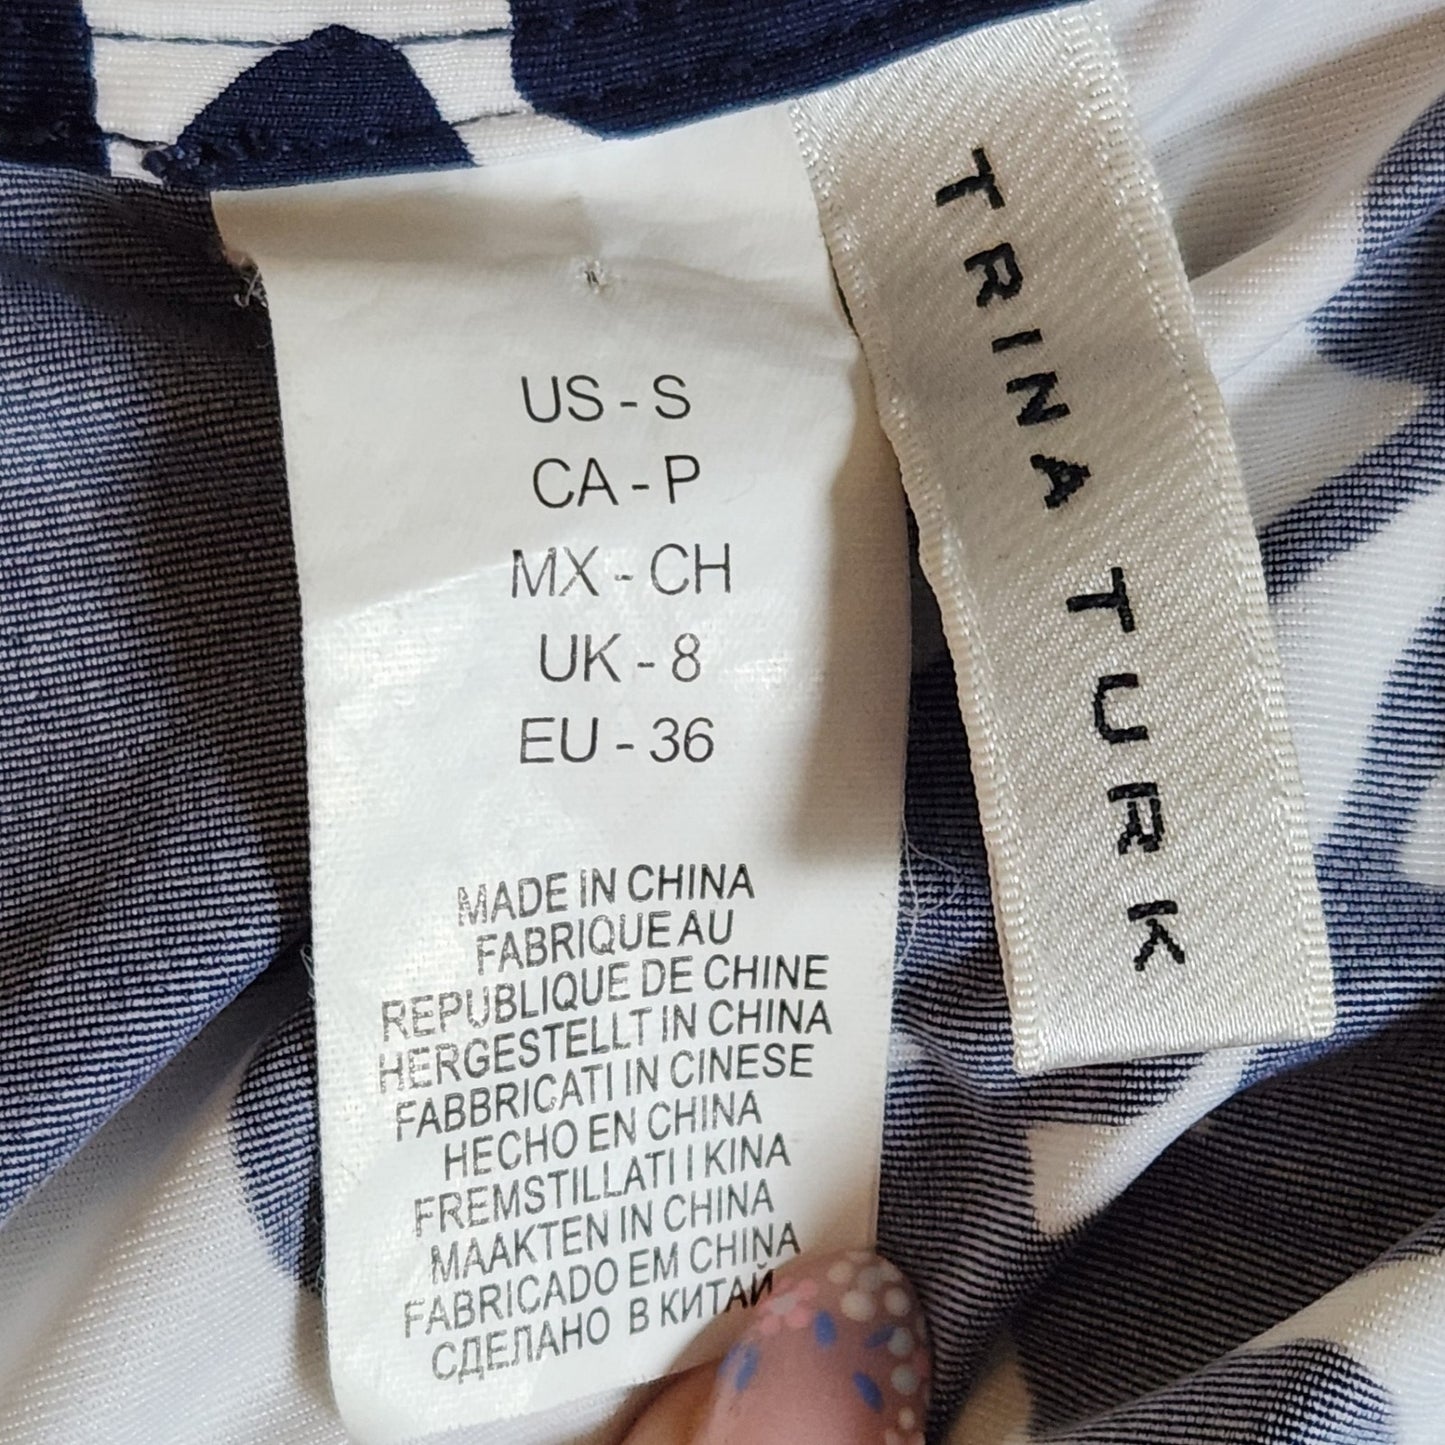 US - S
CA - P
MX - CH
UK - 8
EU - 36
MADE IN CHINA
FABRIQUE AU
REPUBLIQUE DE CHINE
HERGESTELLT IN CHINA
FABBRICATI IN CINESE
HECHO EN CHINA
FREMSTILLATI I KINA
MAAKTEN IN CHINA
FABRICADO EM CHINA
СДЕЛАНО В КИТАЙ
TRINA TURK